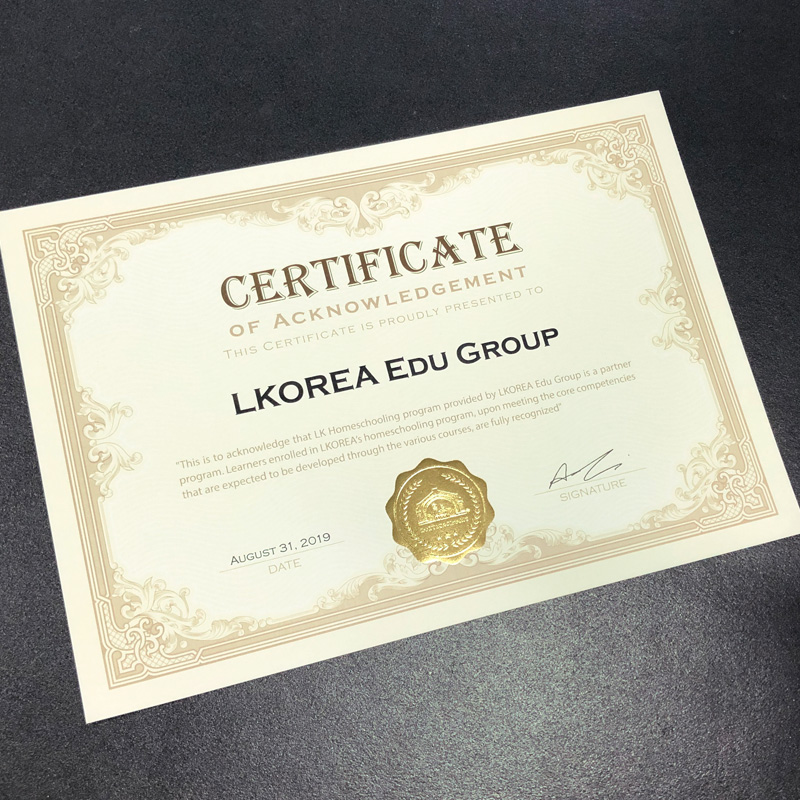 CERTIFICATE
OF ACKNOWLEDGEMENT
THIS CERTIFICATE IS PROUDLY PRESENTED TO
LKOREA EDU GROUP
"This is to acknowledge that LK Homeschooling program provided by LKOREA Edu Group is a partner
program. Learners enrolled in LKOREA's homeschooling program, upon meeting the core competencies
that are expected to be developed through the various courses, are fully recognized"
SIGNATURE
AUGUST 31, 2019
DATE